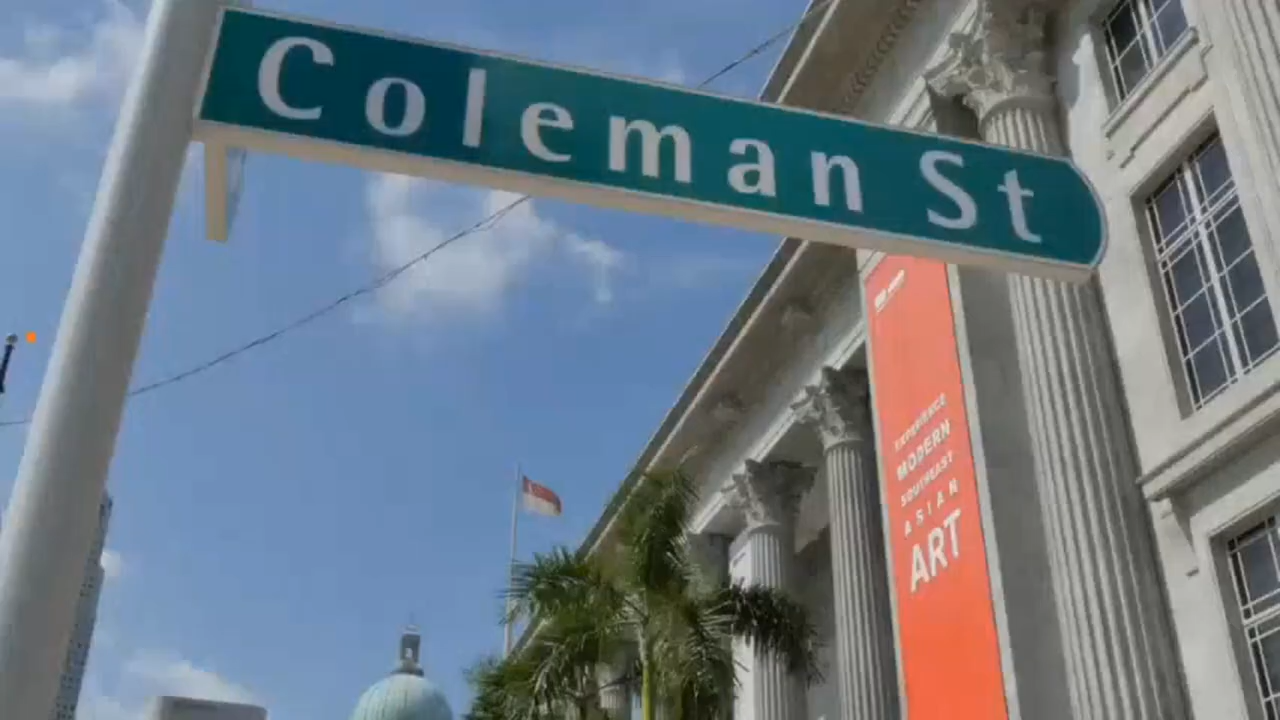 Coleman St
EXPERIENCE
MODERN
SOUTHEAST
ASIAN
ART